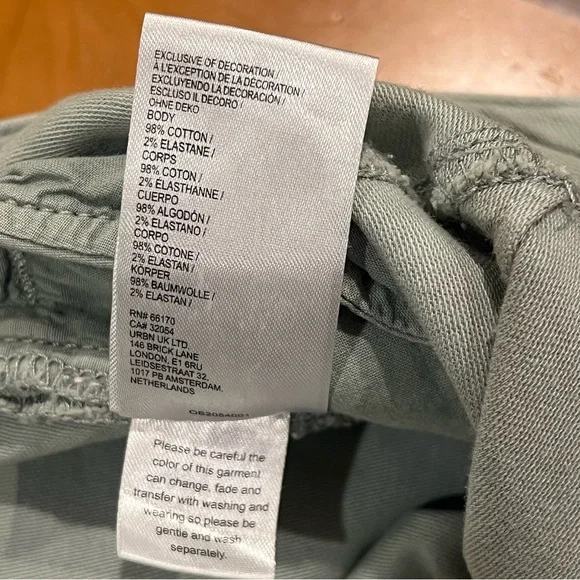 EXCLUSIVE OF DECORATION /
À L'EXCEPTION DE LA DÉCORATION /
EXCLUYENDO LA DECORACIÓN /
ESCLUSO IL DECORO /
OHNE DEKO
BODY
98% COTTON /
2% ELASTANE /
CORPS
98% COTON /
2% ÉLASTHANNE /
CUERPO
98% ALGODÓN /
2% ELASTANO /
CORPO
98% COTONE /
2% ELASTAN /
KÖRPER
98% BAUMWOLLE /
2% ELASTAN /
RN# 66170
CA# 32054
URBN UK LTD.
146 BRICK LANE
LONDON, E1 6RU
LEIDSESTRAAT 32,
1017 PB AMSTERDAM,
NETHERLANDS
Please be careful the
color of this garment
can change, fade and
transfer with washing and
wearing so please be
gentle and wash
separately.